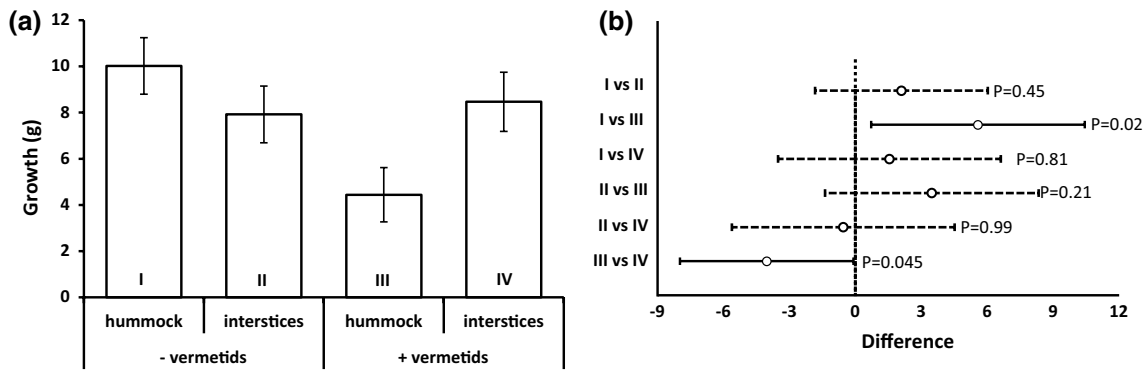 (a)
12
10
8
6
4
2
0
Growth (g)
I II III IV
hummock interstices hummock interstices
- vermetids + vermetids
(b)
I vs II P=0.45
I vs III P=0.02
I vs IV P=0.81
II vs III P=0.21
II vs IV P=0.99
III vs IV P=0.045
-9 -6 -3 0 3 6 9 12
Difference